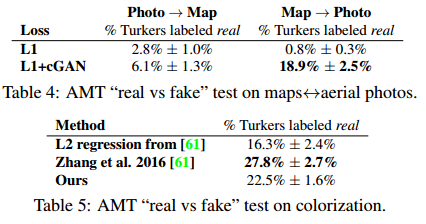 Photo → Map Map → Photo
Loss % Turkers labeled real % Turkers labeled real
L1 2.8% ± 1.0% 0.8% ± 0.3%
L1+cGAN 6.1% ± 1.3% 18.9% ± 2.5%
Table 4: AMT “real vs fake” test on maps↔aerial photos.
Method % Turkers labeled real
L2 regression from [61] 16.3% ± 2.4%
Zhang et al. 2016 [61] 27.8% ± 2.7%
Ours 22.5% ± 1.6%
Table 5: AMT “real vs fake” test on colorization.